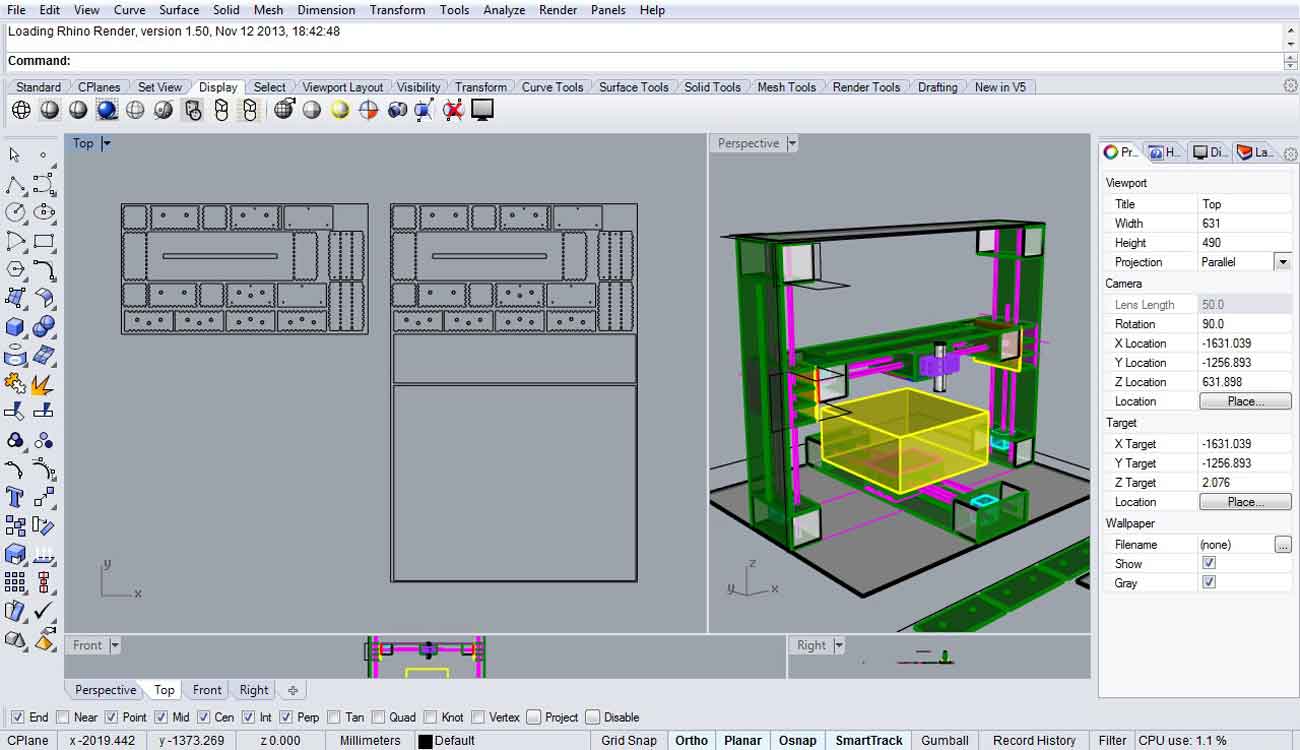 File Edit View Curve Surface Solid Mesh Dimension Transform Tools Analyze Render Panels Help
Loading Rhino Render, version 1.50, Nov 12 2013, 18:42:48
Command:
Standard CPlanes Set View Display Select Viewport Layout Visibility Transform Curve Tools Surface Tools Solid Tools Mesh Tools Render Tools Drafting New in V5
Top
Perspective
Pr... H... Di... La...
Viewport
Title Top
Width 631
Height 490
Projection Parallel
Camera
Lens Length 50.0
Rotation 90.0
X Location -1631.039
Y Location -1256.893
Z Location 631.898
Location Place...
Target
X Target -1631.039
Y Target -1256.893
Z Target 2.076
Location Place...
Wallpaper
Filename (none) ...
Show
Gray
y
x
z
y
x
Front
Right
Perspective Top Front Right
End Near Point Mid Cen Int Perp Tan Quad Knot Vertex Project Disable
CPlane x -2019.442 y -1373.269 z 0.000 Millimeters Default Grid Snap Ortho Planar Osnap SmartTrack Gumball Record History Filter CPU use: 1.1 %